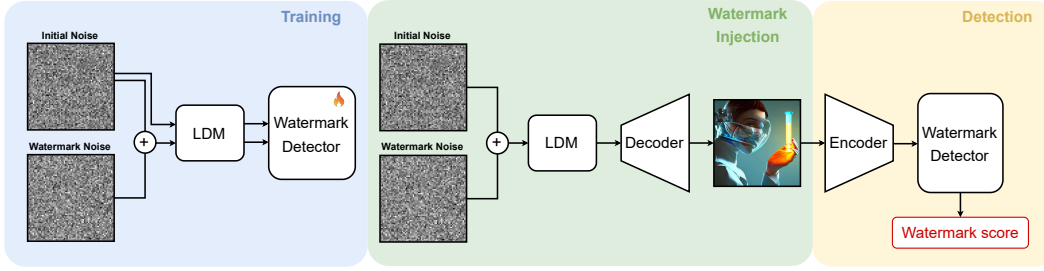 Training
Initial Noise
LDM
Watermark
Detector
+
Watermark Noise
Watermark
Injection
Initial Noise
+
LDM
Decoder
Watermark Noise
Detection
Encoder
Watermark
Detector
Watermark score